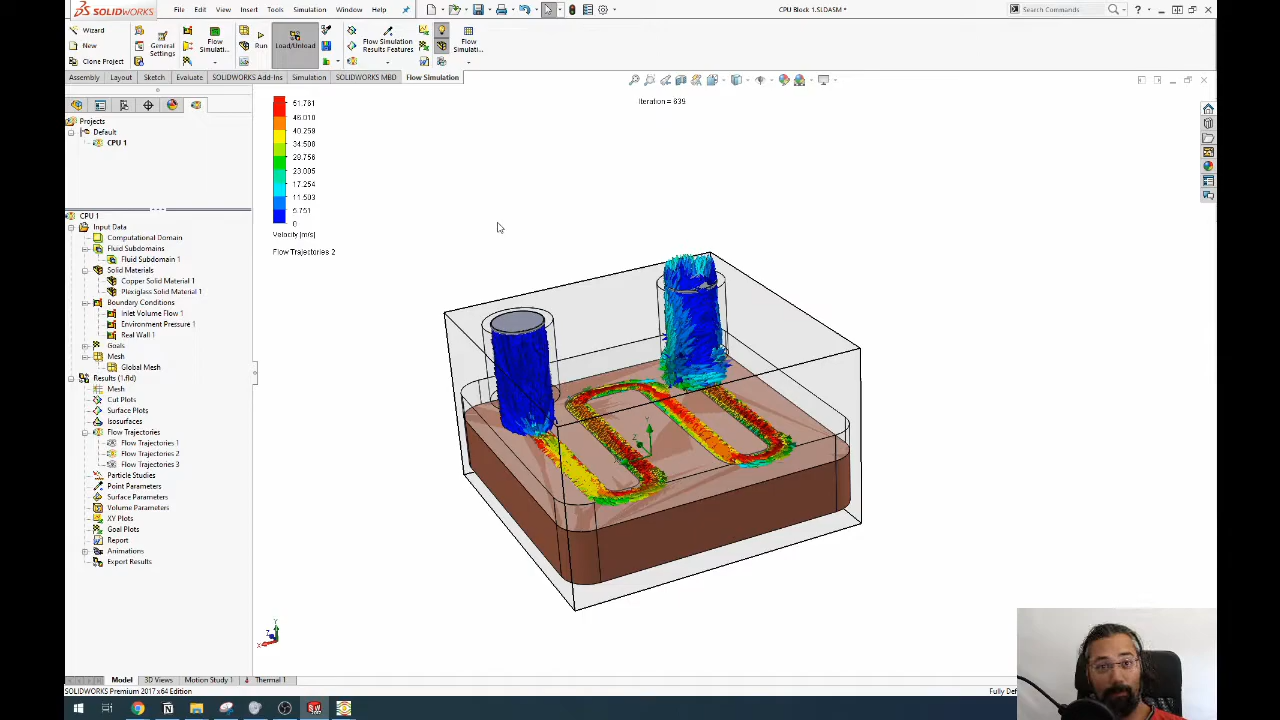 SOLIDWORKS
File Edit View Insert Tools Simulation Window Help
CPU Block 1.SLDASM *
Search Commands
Wizard
New
Clone Project
General Settings
Flow Simulati...
Run
Load/Unload
Flow Simulation Results Features
Flow Simulati...
Assembly Layout Sketch Evaluate SOLIDWORKS Add-Ins Simulation SOLIDWORKS MBD Flow Simulation
Projects
Default
CPU 1
CPU 1
Input Data
Computational Domain
Fluid Subdomains
Fluid Subdomain 1
Solid Materials
Copper Solid Material 1
Plexiglass Solid Material 1
Boundary Conditions
Inlet Volume Flow 1
Environment Pressure 1
Real Wall 1
Goals
Mesh
Global Mesh
Results (1.fld)
Mesh
Cut Plots
Surface Plots
Isosurfaces
Flow Trajectories
Flow Trajectories 1
Flow Trajectories 2
Flow Trajectories 3
Particle Studies
Point Parameters
Surface Parameters
Volume Parameters
XY Plots
Goal Plots
Report
Animations
Export Results
51.761
46.010
40.259
34.508
28.756
23.005
17.254
11.503
5.751
0
Velocity [m/s]
Flow Trajectories 2
Iteration = 639
Y
Z
Y
Z
X
Model 3D Views Motion Study 1 Thermal 1
SOLIDWORKS Premium 2017 x64 Edition
Fully Def